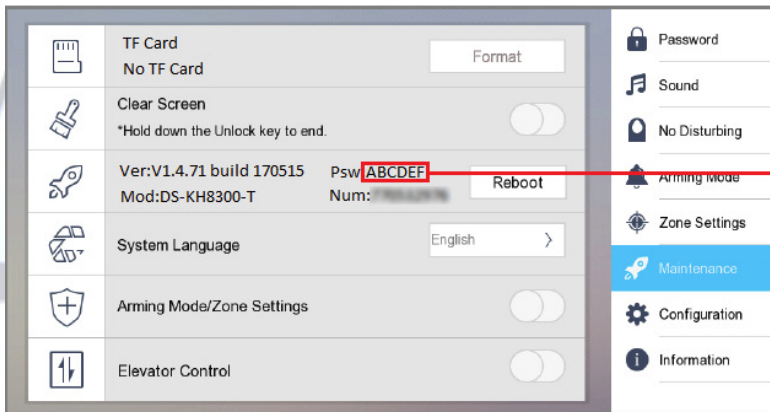 TF Card
No TF Card
Format
Clear Screen
*Hold down the Unlock key to end.
Ver:V1.4.71 build 170515
Psw:ABCDEF
Mod:DS-KH8300-T
Num:
Reboot
System Language
English
Arming Mode/Zone Settings
Elevator Control
Password
Sound
No Disturbing
Arming Mode
Zone Settings
Maintenance
Configuration
Information